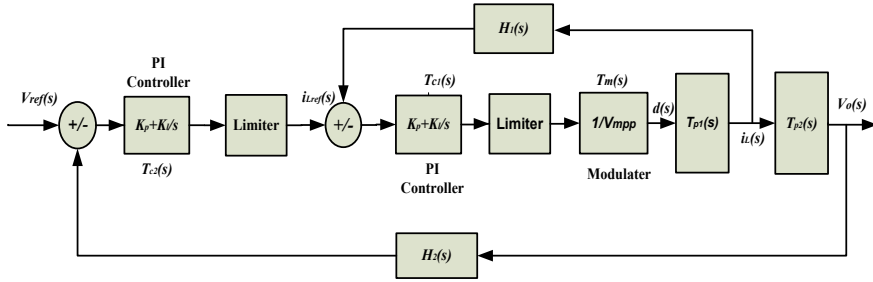 H1(s)
PI
Controller
Vref(s)
+/-
Kp+Ki/s
Tc2(s)
Limiter
iLref(s)
+/-
Tc1(s)
Kp+Ki/s
PI
Controller
Limiter
Tm(s)
1/Vmpp
Modulater
d(s)
Tp1(s)
iL(s)
Tp2(s)
Vo(s)
H2(s)